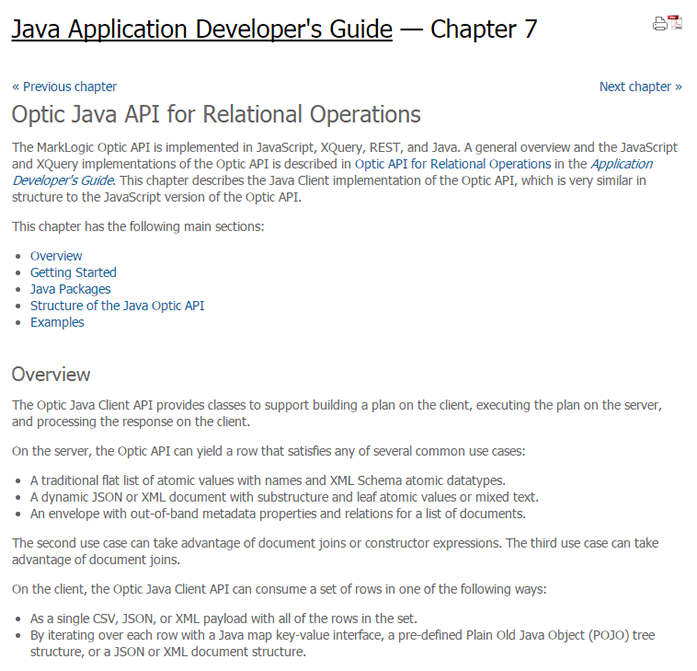 Java Application Developer's Guide — Chapter 7
« Previous chapter
Next chapter »
Optic Java API for Relational Operations
The MarkLogic Optic API is implemented in JavaScript, XQuery, REST, and Java. A general overview and the JavaScript
and XQuery implementations of the Optic API is described in Optic API for Relational Operations in the Application
Developer's Guide. This chapter describes the Java Client implementation of the Optic API, which is very similar in
structure to the JavaScript version of the Optic API.
This chapter has the following main sections:
• Overview
• Getting Started
• Java Packages
• Structure of the Java Optic API
• Examples
Overview
The Optic Java Client API provides classes to support building a plan on the client, executing the plan on the server,
and processing the response on the client.
On the server, the Optic API can yield a row that satisfies any of several common use cases:
• A traditional flat list of atomic values with names and XML Schema atomic datatypes.
• A dynamic JSON or XML document with substructure and leaf atomic values or mixed text.
• An envelope with out-of-band metadata properties and relations for a list of documents.
The second use case can take advantage of document joins or constructor expressions. The third use case can take
advantage of document joins.
On the client, the Optic Java Client API can consume a set of rows in one of the following ways:
• As a single CSV, JSON, or XML payload with all of the rows in the set.
• By iterating over each row with a Java map key-value interface, a pre-defined Plain Old Java Object (POJO) tree
structure, or a JSON or XML document structure.